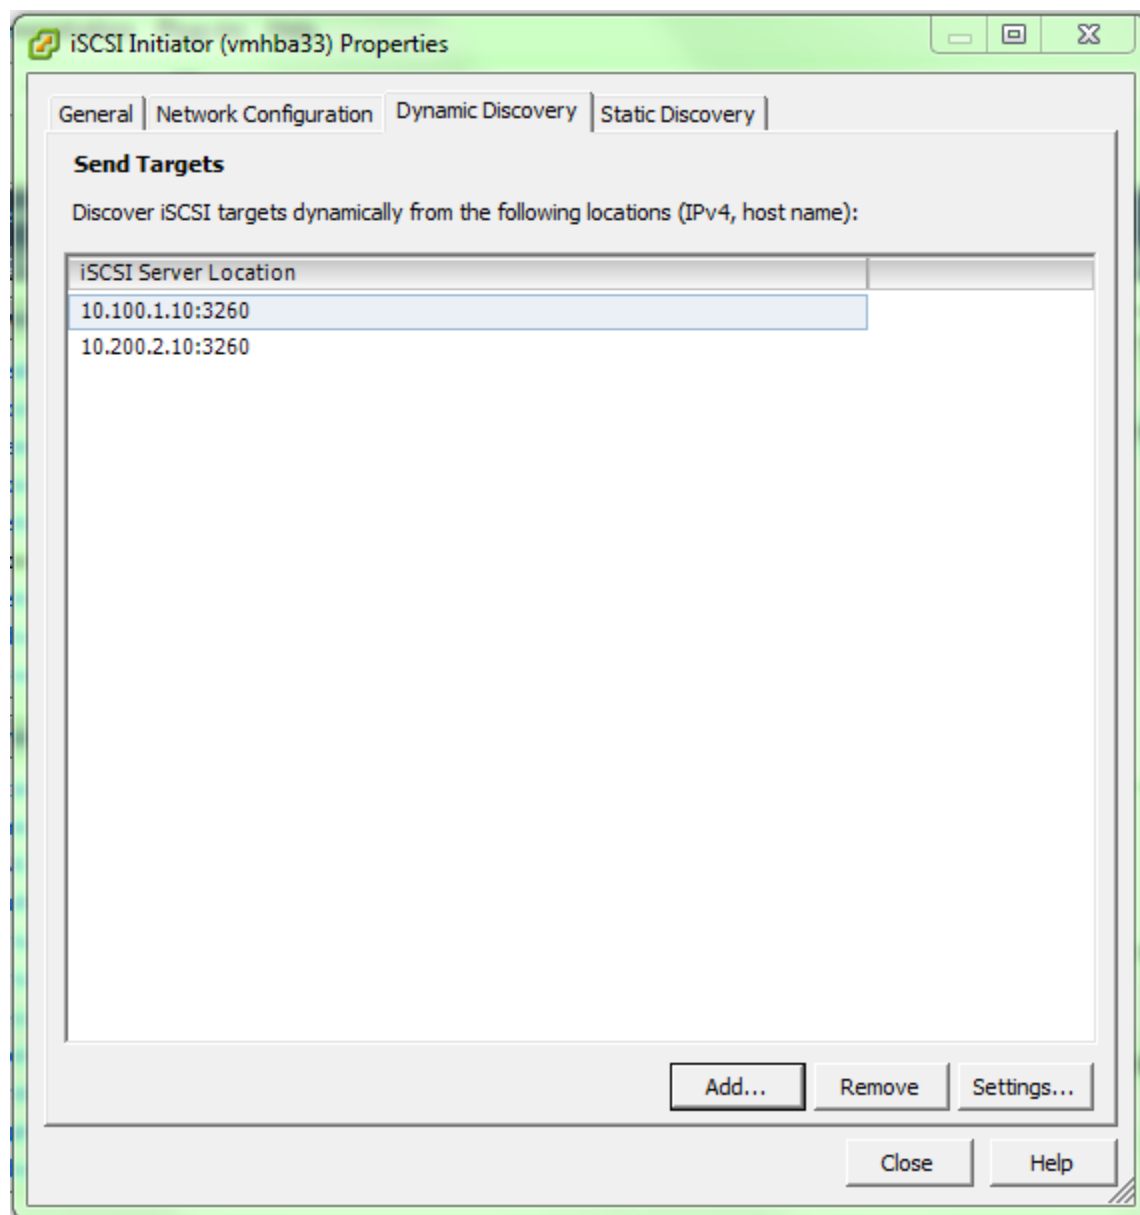 iSCSI Initiator (vmhba33) Properties
General Network Configuration Dynamic Discovery Static Discovery
Send Targets
Discover iSCSI targets dynamically from the following locations (IPv4, host name):
iSCSI Server Location
10.100.1.10:3260
10.200.2.10:3260
Add... Remove Settings...
Close Help